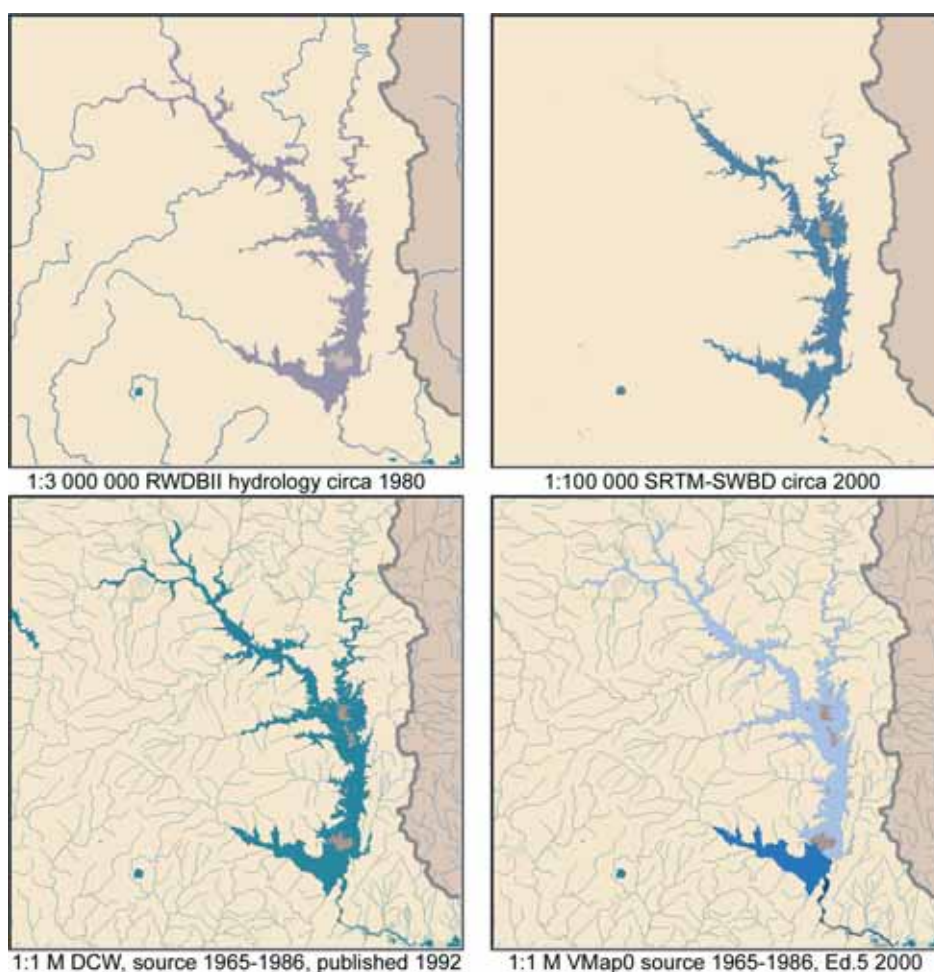 1:3 000 000 RWDBII hydrology circa 1980
1:100 000 SRTM-SWBD circa 2000
1:1 M DCW, source 1965-1986, published 1992
1:1 M VMap0 source 1965-1986, Ed.5 2000